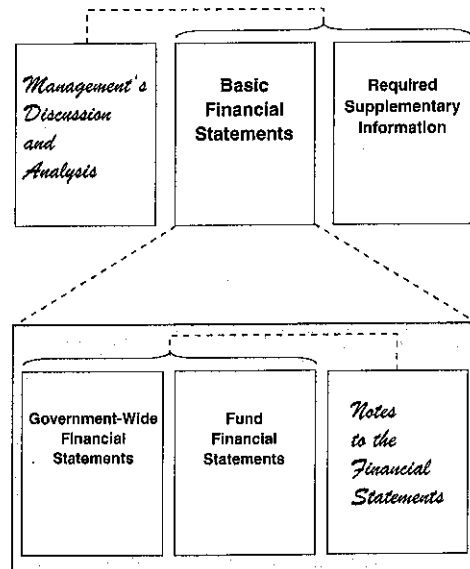 Management's
Discussion
and
Analysis
Basic
Financial
Statements
Required
Supplementary
Information
Government-Wide
Financial
Statements
Fund
Financial
Statements
Notes
to the
Financial
Statements